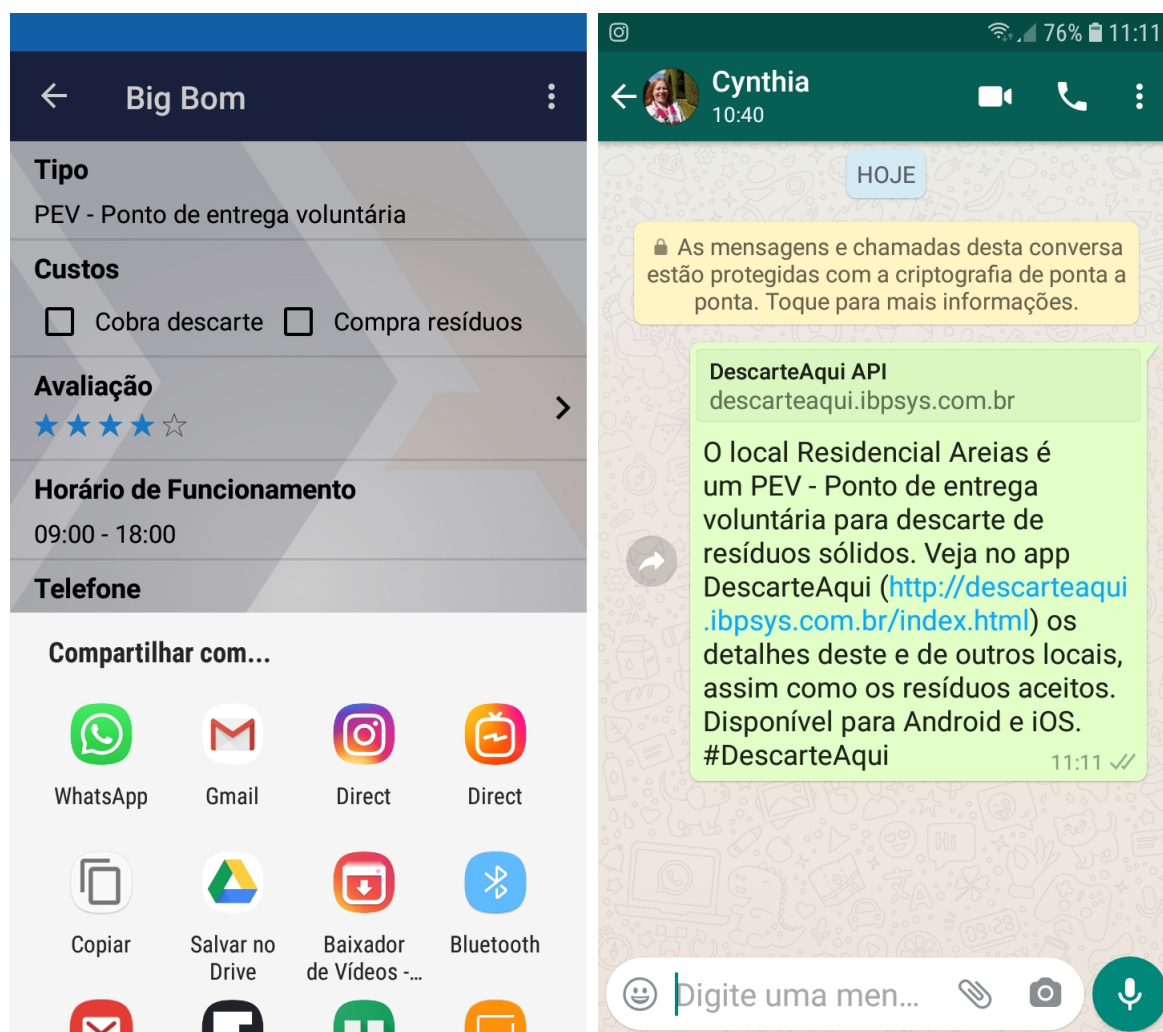 Big Bom
Tipo
PEV - Ponto de entrega voluntária
Custos
Cobra descarte
Compra resíduos
Avaliação
Horário de Funcionamento
09:00 - 18:00
Telefone
Compartilhar com...
WhatsApp
Gmail
Direct
Direct
Copiar
Salvar no
Drive
Baixador
de Vídeos -...
Bluetooth
76%
11:11
Cynthia
10:40
HOJE
As mensagens e chamadas desta conversa
estão protegidas com a criptografia de ponta a
ponta. Toque para mais informações.
DescarteAqui API
descarteaqui.ibpsys.com.br
O local Residencial Areias é
um PEV - Ponto de entrega
voluntária para descarte de
resíduos sólidos. Veja no app
DescarteAqui (http://descarteaqui
.ibpsys.com.br/index.html) os
detalhes deste e de outros locais,
assim como os resíduos aceitos.
Disponível para Android e iOS.
#DescarteAqui
11:11
Digite uma men...